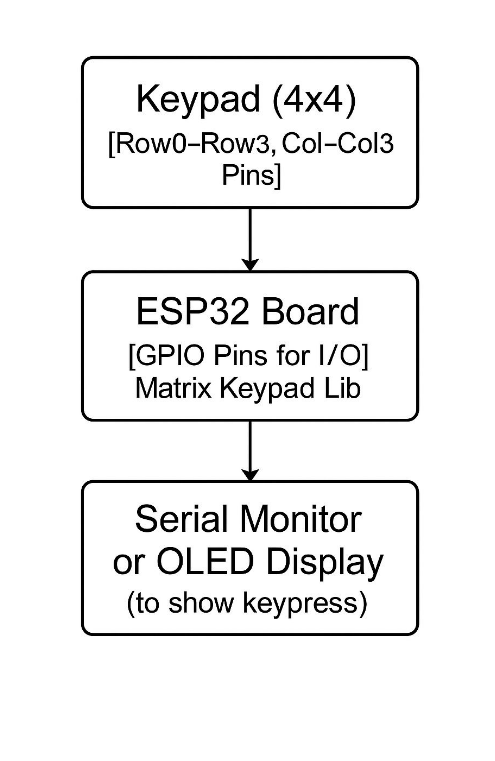 Keypad (4x4)
[Row0–Row3, Col–Col3
Pins]
ESP32 Board
[GPIO Pins for I/O]
Matrix Keypad Lib
Serial Monitor
or OLED Display
(to show keypress)